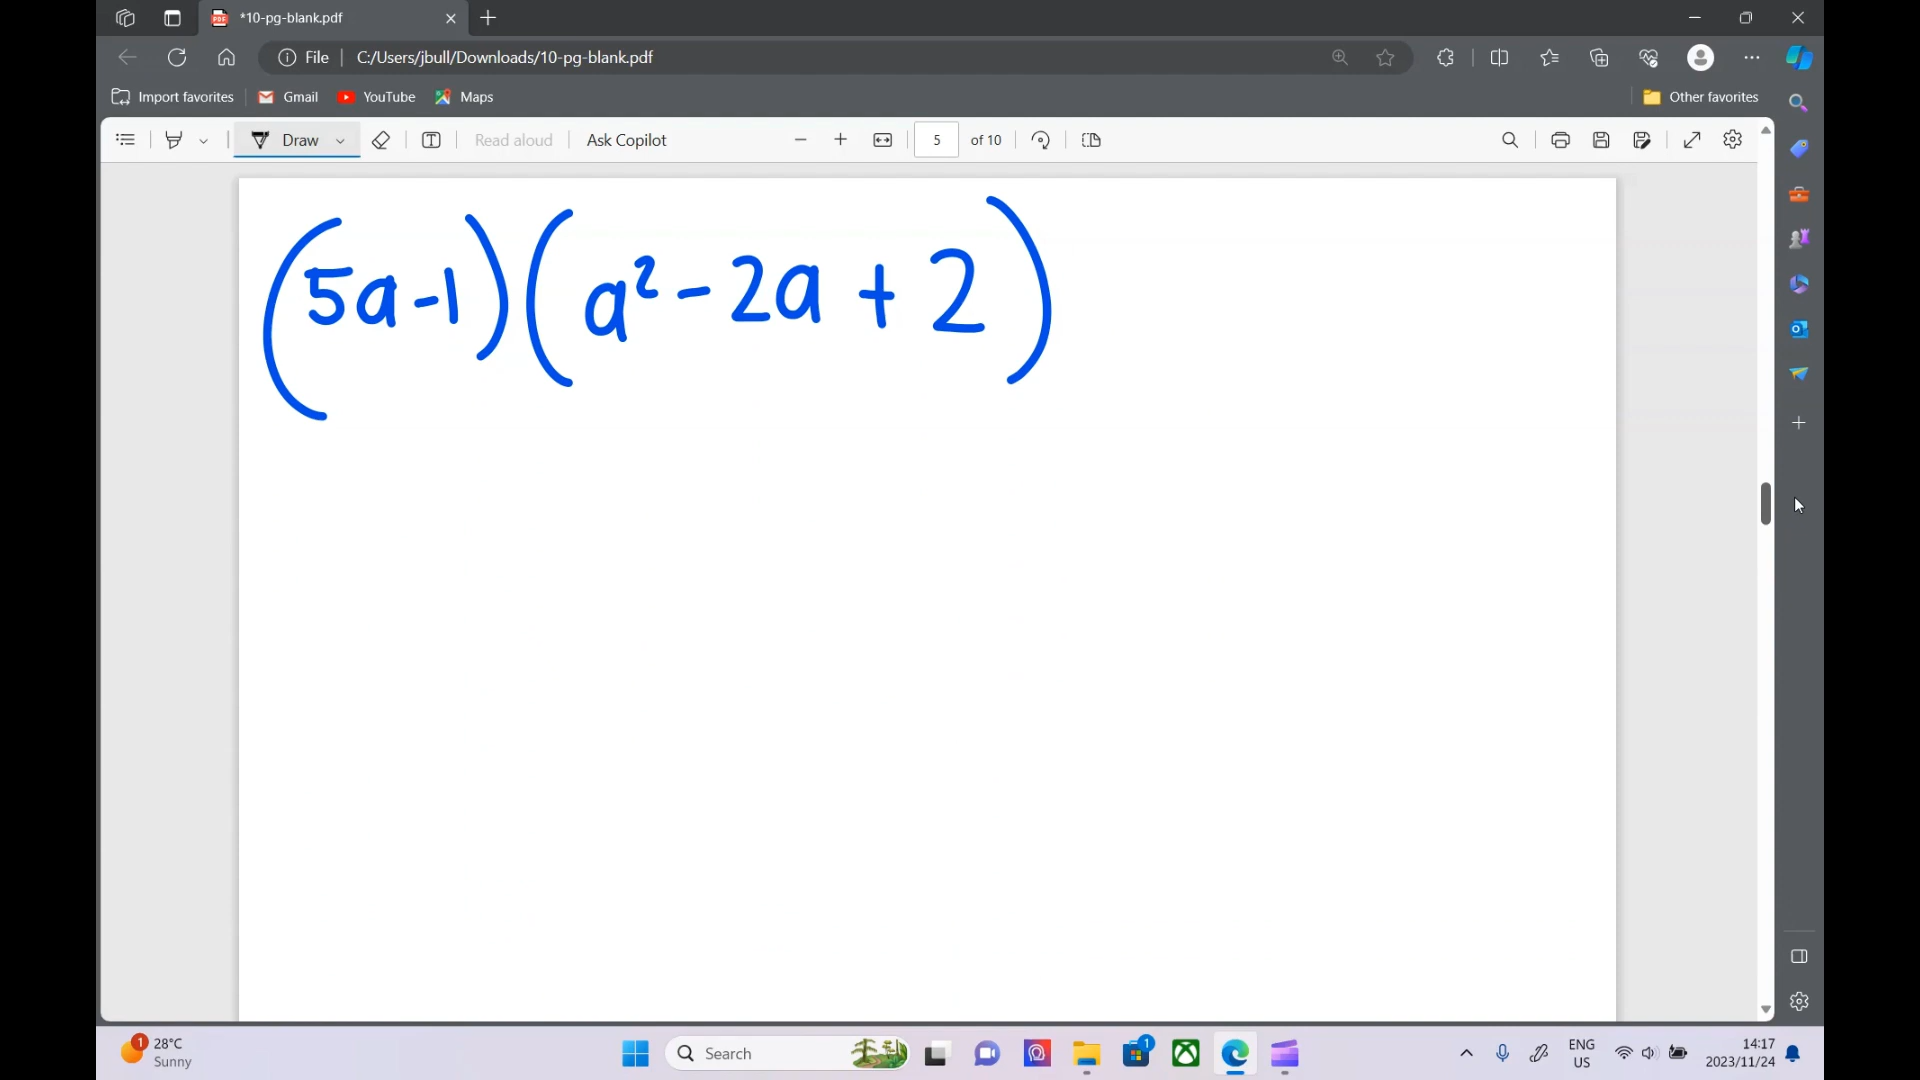 *10-pg-blank.pdf
File C:/Users/jbull/Downloads/10-pg-blank.pdf
Import favorites Gmail YouTube Maps Other favorites
Draw Read aloud Ask Copilot 5 of 10
(5a-1)(a²-2a+2)
1 28°C
Sunny
Search
1
ENG
US
14:17
2023/11/24